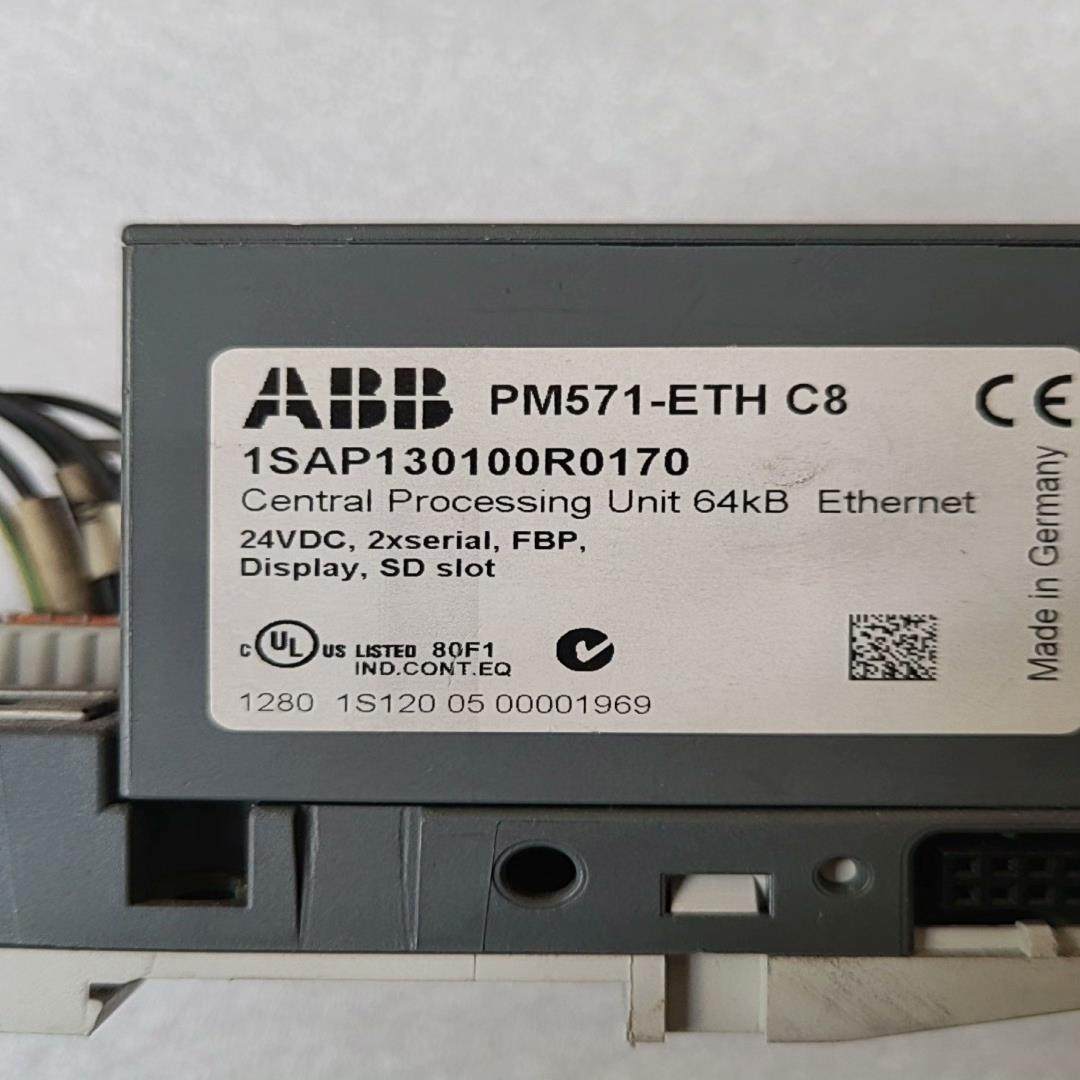 ABB PM571-ETH C8 CE
1SAP130100R0170
Central Processing Unit 64kB Ethernet
24VDC, 2xserial, FBP,
Display, SD slot
c UL US LISTED 80F1
IND.CONT.EQ
1280 1S120 05 00001969
Made in Germany